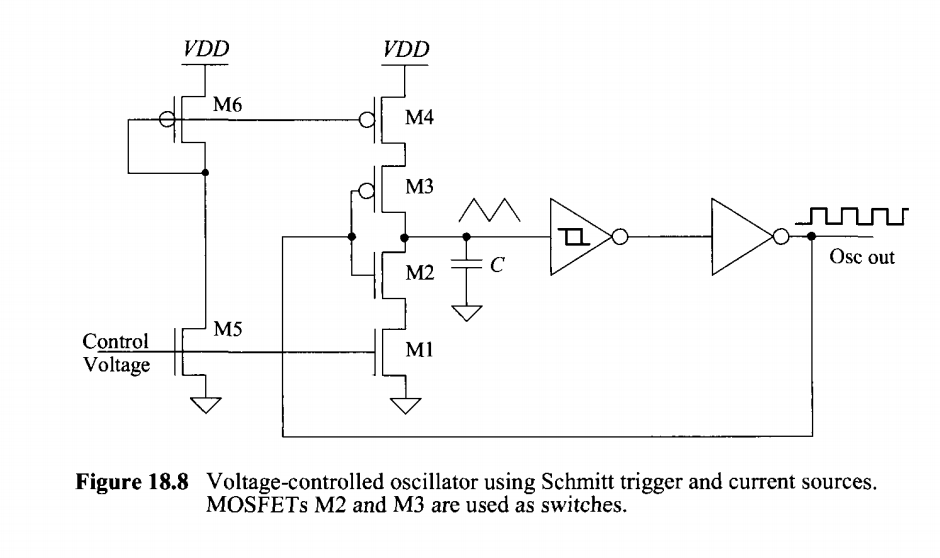 VDD
VDD
M6
M4
M3
M2
C
Osc out
M5
Control
Voltage
M1
Figure 18.8 Voltage-controlled oscillator using Schmitt trigger and current sources.
MOSFETs M2 and M3 are used as switches.